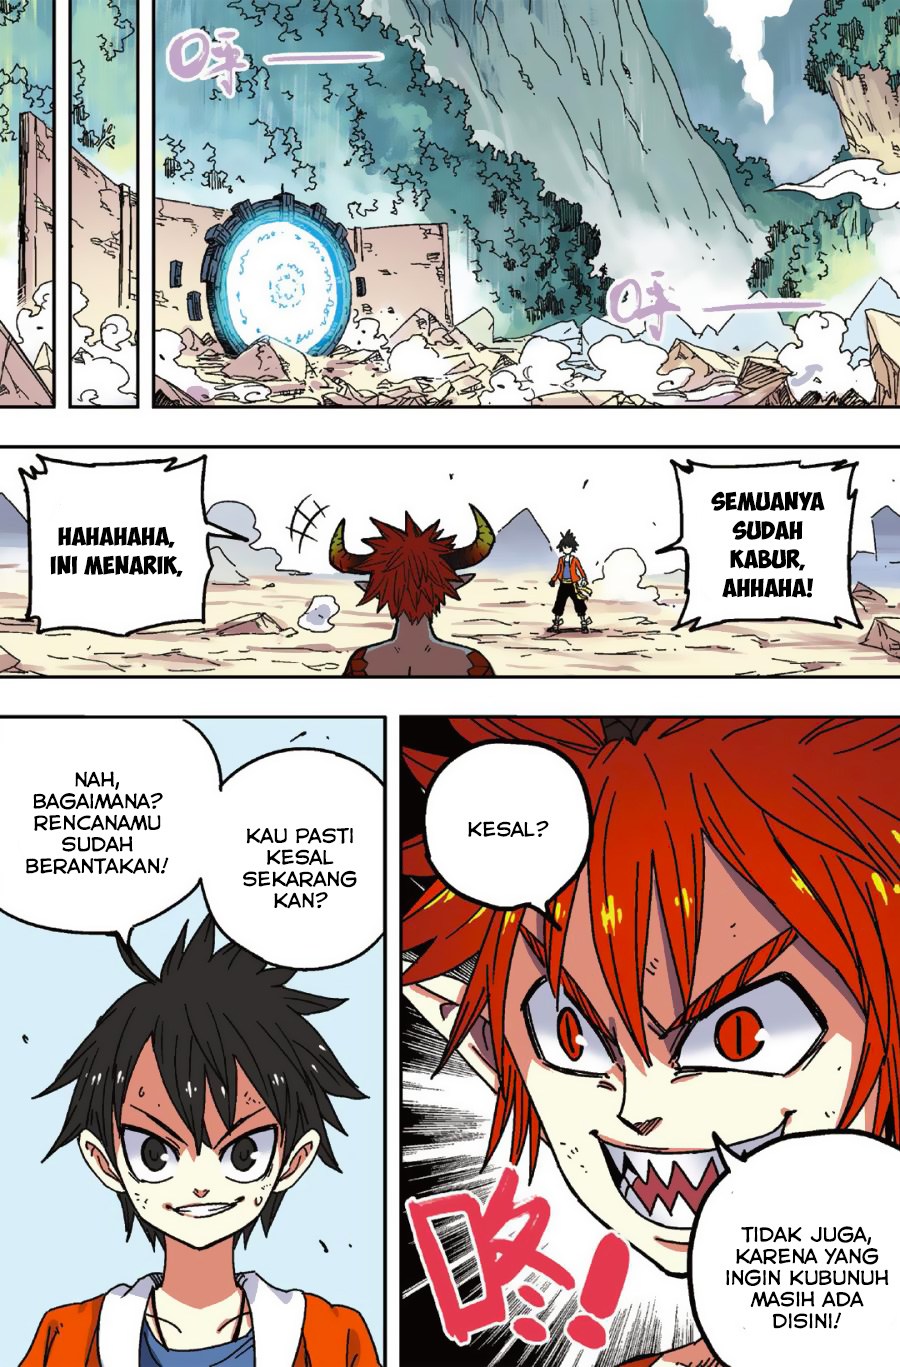 呼——
呼——
HAHAHAHA,
INI MENARIK,
SEMUANYA
SUDAH
KABUR,
AHHAHA!
NAH,
BAGAIMANA?
RENCANAMU
SUDAH
BERANTAKAN!
KAU PASTI
KESAL
SEKARANG
KAN?
KESAL?
咚!!
TIDAK JUGA,
KARENA YANG
INGIN KUBUNUH
MASIH ADA
DISINI!